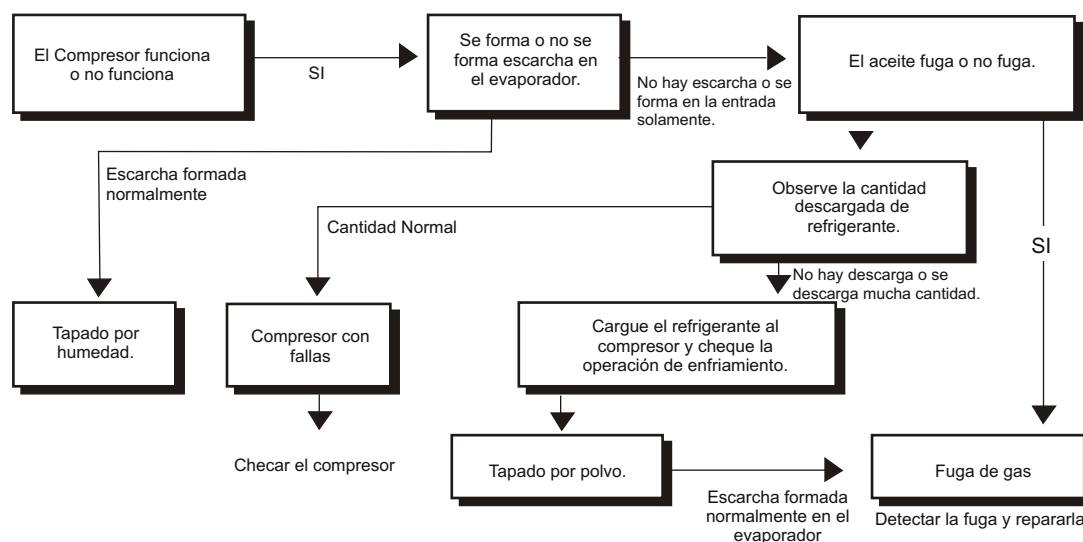 El Compresor funciona
o no funciona
SI
Se forma o no se
forma escarcha en
el evaporador.
No hay escarcha o se
forma en la entrada
solamente.
El aceite fuga o no fuga.
Escarcha formada
normalmente
Cantidad Normal
Observe la cantidad
descargada de
refrigerante.
SI
No hay descarga o se
descarga mucha cantidad.
Tapado por
humedad.
Compresor con
fallas
Cargue el refrigerante al
compresor y cheque la
operación de enfriamiento.
Checar el compresor
Tapado por polvo.
Escarcha formada
normalmente en el
evaporador
Fuga de gas
Detectar la fuga y repararla